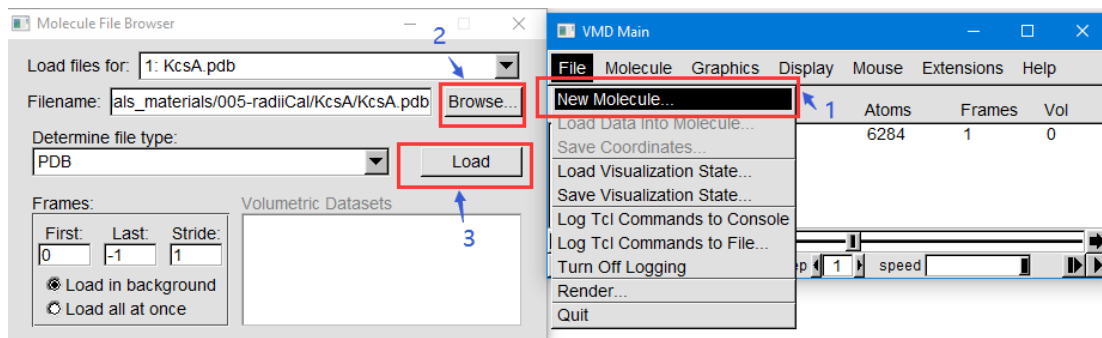 Molecule File Browser
2
Load files for: 1: KcsA.pdb
Filename: als_materials/005-radiiCal/KcsA/KcsA.pdb Browse...
Determine file type:
PDB
Load
3
Frames:
Volumetric Datasets
First: Last: Stride:
0 -1 1
Load in background
Load all at once
VMD Main
File Molecule Graphics Display Mouse Extensions Help
New Molecule...
1
Atoms Frames Vol
Load Data Into Molecule...
6284 1 0
Save Coordinates...
Load Visualization State...
Save Visualization State...
Log Tcl Commands to Console
Log Tcl Commands to File...
Turn Off Logging
1 speed
Render...
Quit